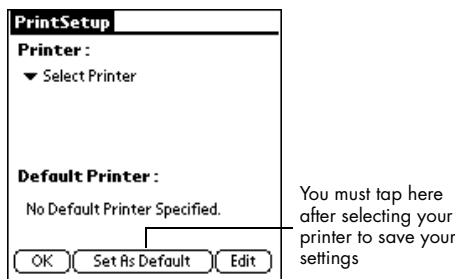 PrintSetup
Printer:
Select Printer
Default Printer:
No Default Printer Specified.
OK Set As Default Edit
You must tap here
after selecting your
printer to save your
settings